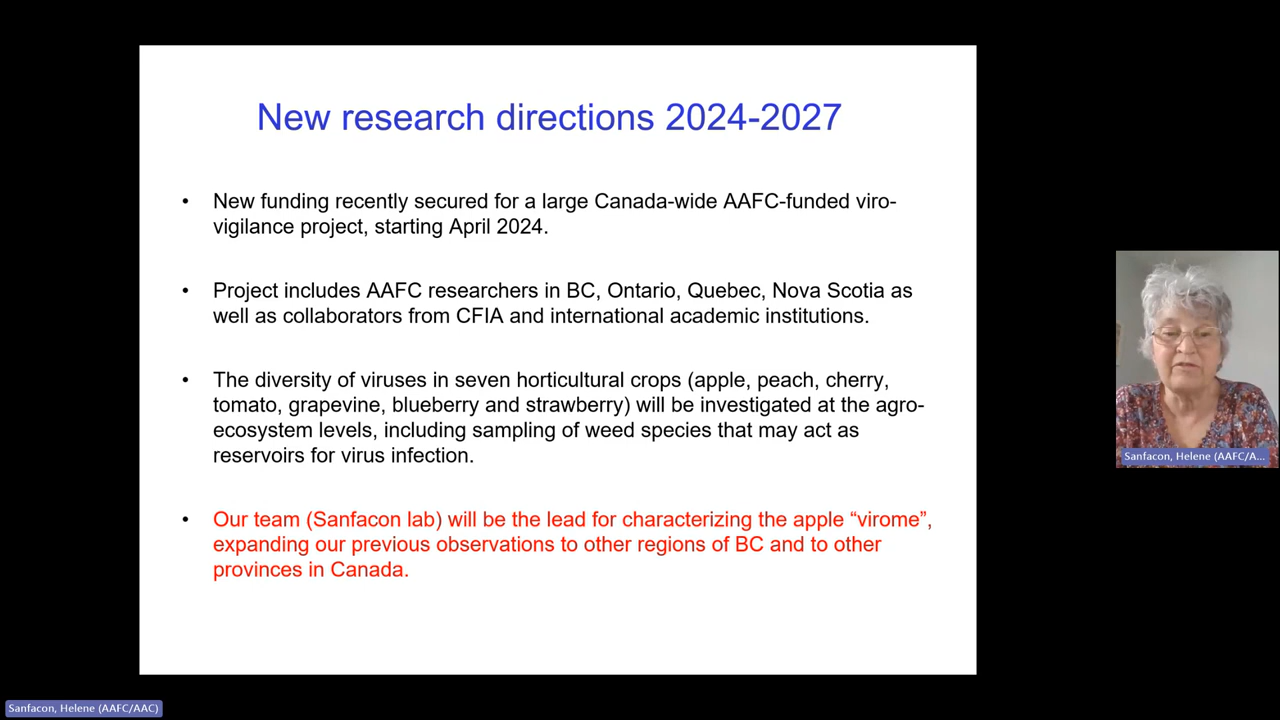 New research directions 2024-2027
• New funding recently secured for a large Canada-wide AAFC-funded viro-
vigilance project, starting April 2024.
• Project includes AAFC researchers in BC, Ontario, Quebec, Nova Scotia as
well as collaborators from CFIA and international academic institutions.
• The diversity of viruses in seven horticultural crops (apple, peach, cherry,
tomato, grapevine, blueberry and strawberry) will be investigated at the agro-
ecosystem levels, including sampling of weed species that may act as
reservoirs for virus infection.
• Our team (Sanfacon lab) will be the lead for characterizing the apple “virome”,
expanding our previous observations to other regions of BC and to other
provinces in Canada.
Sanfacon, Helene (AAFC/A...
Sanfacon, Helene (AAFC/AAC)